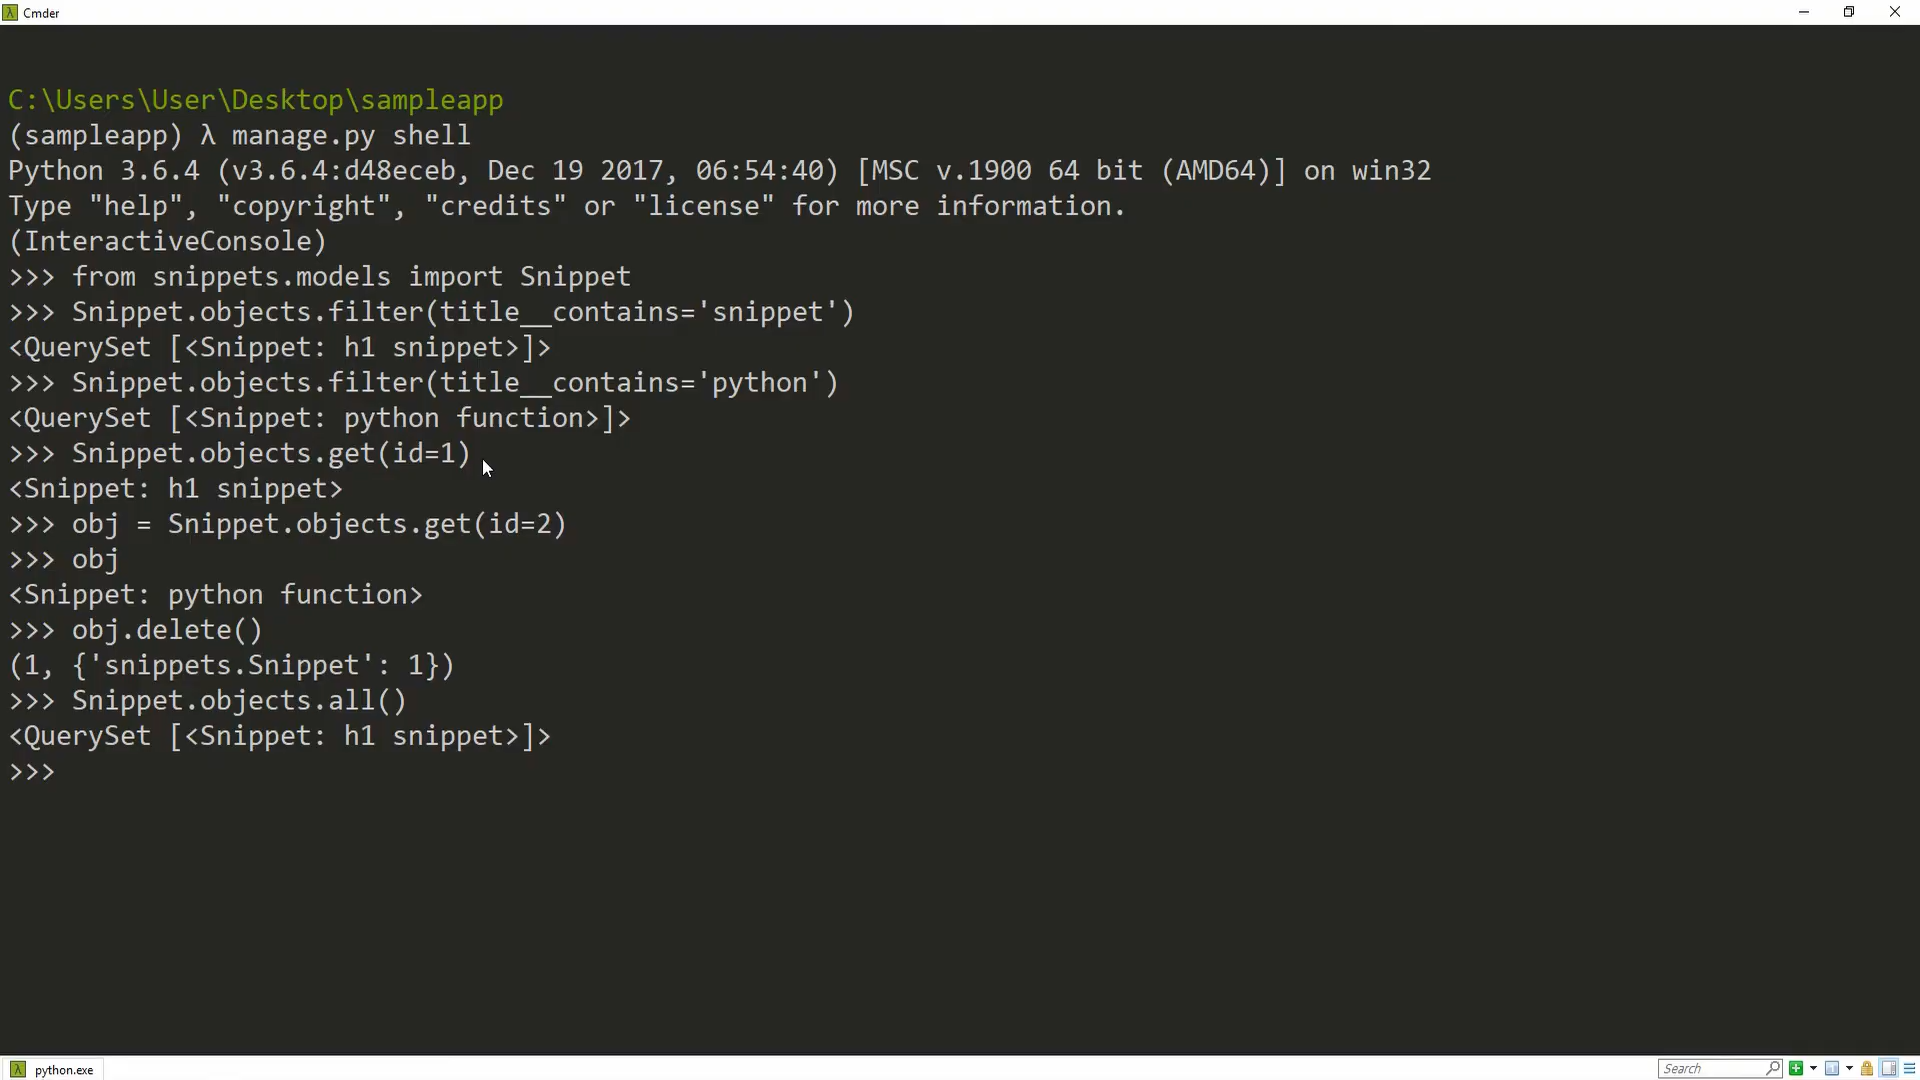 Cmder
C:\Users\User\Desktop\sampleapp
(sampleapp) λ manage.py shell
Python 3.6.4 (v3.6.4:d48eceb, Dec 19 2017, 06:54:40) [MSC v.1900 64 bit (AMD64)] on win32
Type "help", "copyright", "credits" or "license" for more information.
(InteractiveConsole)
>>> from snippets.models import Snippet
>>> Snippet.objects.filter(title__contains='snippet')
<QuerySet [<Snippet: h1 snippet>]>
>>> Snippet.objects.filter(title__contains='python')
<QuerySet [<Snippet: python function>]>
>>> Snippet.objects.get(id=1)
<Snippet: h1 snippet>
>>> obj = Snippet.objects.get(id=2)
>>> obj
<Snippet: python function>
>>> obj.delete()
(1, {'snippets.Snippet': 1})
>>> Snippet.objects.all()
<QuerySet [<Snippet: h1 snippet>]>
>>>
python.exe
Search